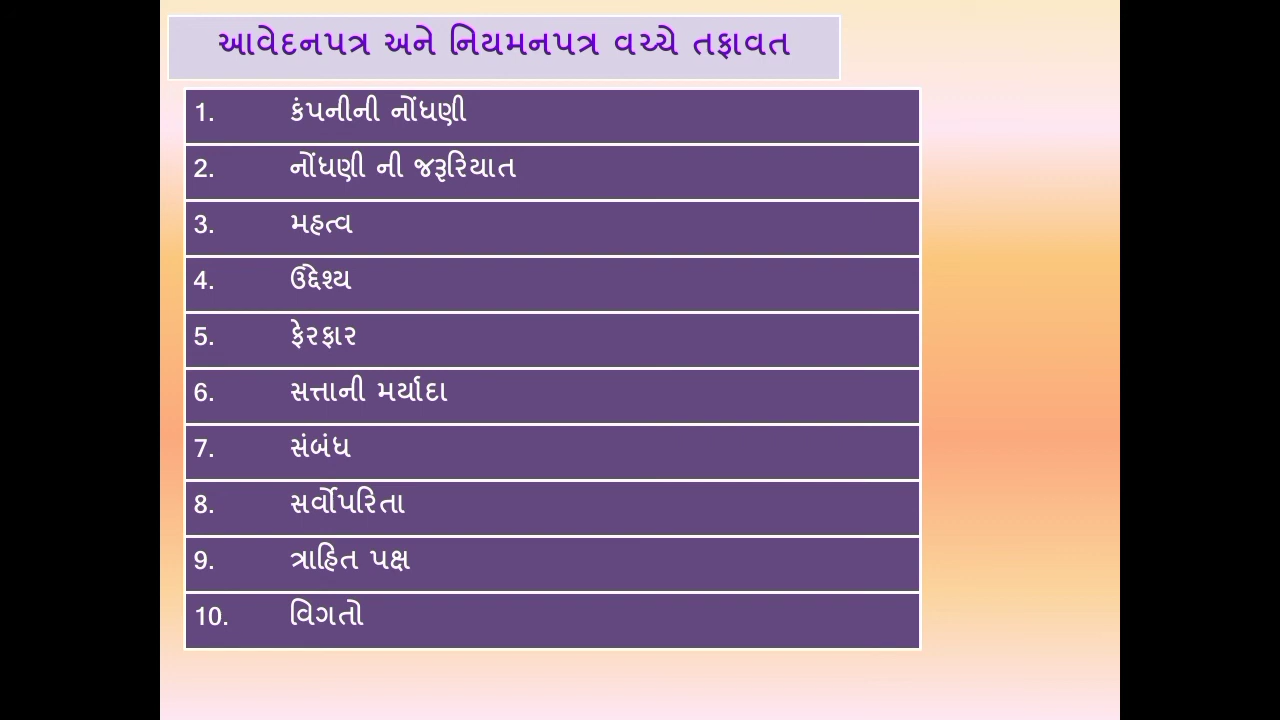 આવેદનપત્ર અને નિયમનપત્ર વચ્ચે તફાવત
1. કંપનીની નોંધણી
2. નોંધણી ની જરૂરિયાત
3. મહત્વ
4. ઉદ્દેશ્ય
5. ફેરફાર
6. સત્તાની મર્યાદા
7. સંબંધ
8. સર્વોપરિતા
9. ત્રાહિત પક્ષ
10. વિગતો